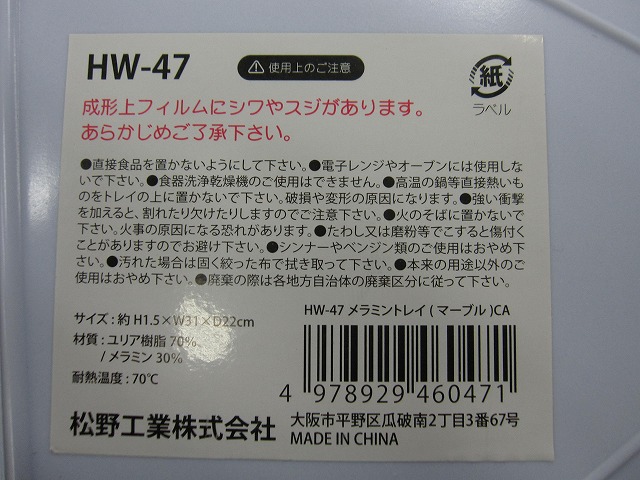 HW-47
使用上のご注意
紙
ラベル
成形上フィルムにシワやスジがあります。
あらかじめご了承下さい。
●直接食品を置かないようにして下さい。●電子レンジやオーブンには使用しな
いで下さい。●食器洗浄乾燥機のご使用はできません。●高温の鍋等直接熱いも
のをトレイの上に置かないで下さい。破損や変形の原因になります。●強い衝撃
を加えると、割れたり欠けたりしますのでご注意下さい。●火のそばに置かないで
下さい。火事の原因になる恐れがあります。●たわし又は磨粉等でこすると傷付く
ことがありますのでお避け下さい。●シンナーやベンジン類のご使用はおやめ下
さい。●汚れた場合は固く絞った布で拭き取って下さい。●本来の用途以外のご
使用はおやめ下さい。●廃棄の際は各地方自治体の廃棄区分に従って下さい。
HW-47 メラミントレイ ( マーブル )CA
サイズ : 約 H1.5×W31×D22cm
材質 : ユリア樹脂 70%
/ メラミン 30%
耐熱温度 : 70℃
4 978929 460471
松野工業株式会社
大阪市平野区瓜破南2丁目3番67号
MADE IN CHINA